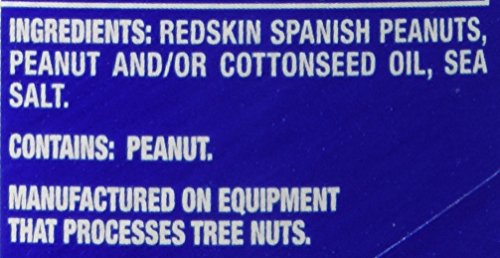 INGREDIENTS: REDSKIN SPANISH PEANUTS,
PEANUT AND/OR COTTONSEED OIL, SEA
SALT.
CONTAINS: PEANUT.
MANUFACTURED ON EQUIPMENT
THAT PROCESSES TREE NUTS.